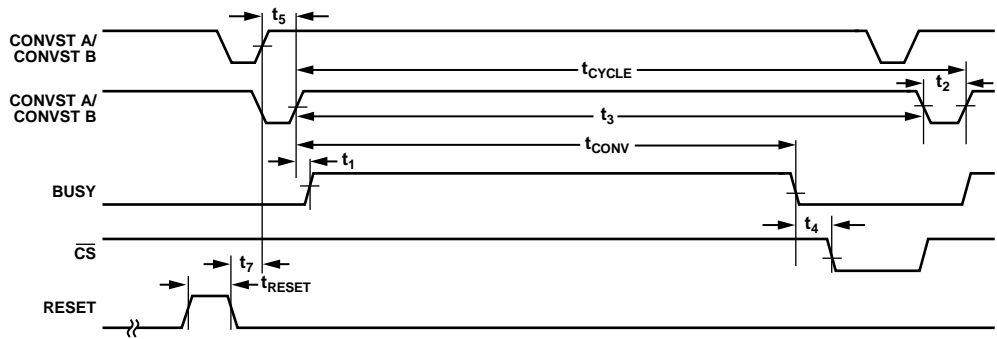 t5
CONVST A/
CONVST B
tCYCLE
t2
CONVST A/
CONVST B
t3
tCONV
t1
BUSY
t4
CS
t7
tRESET
RESET